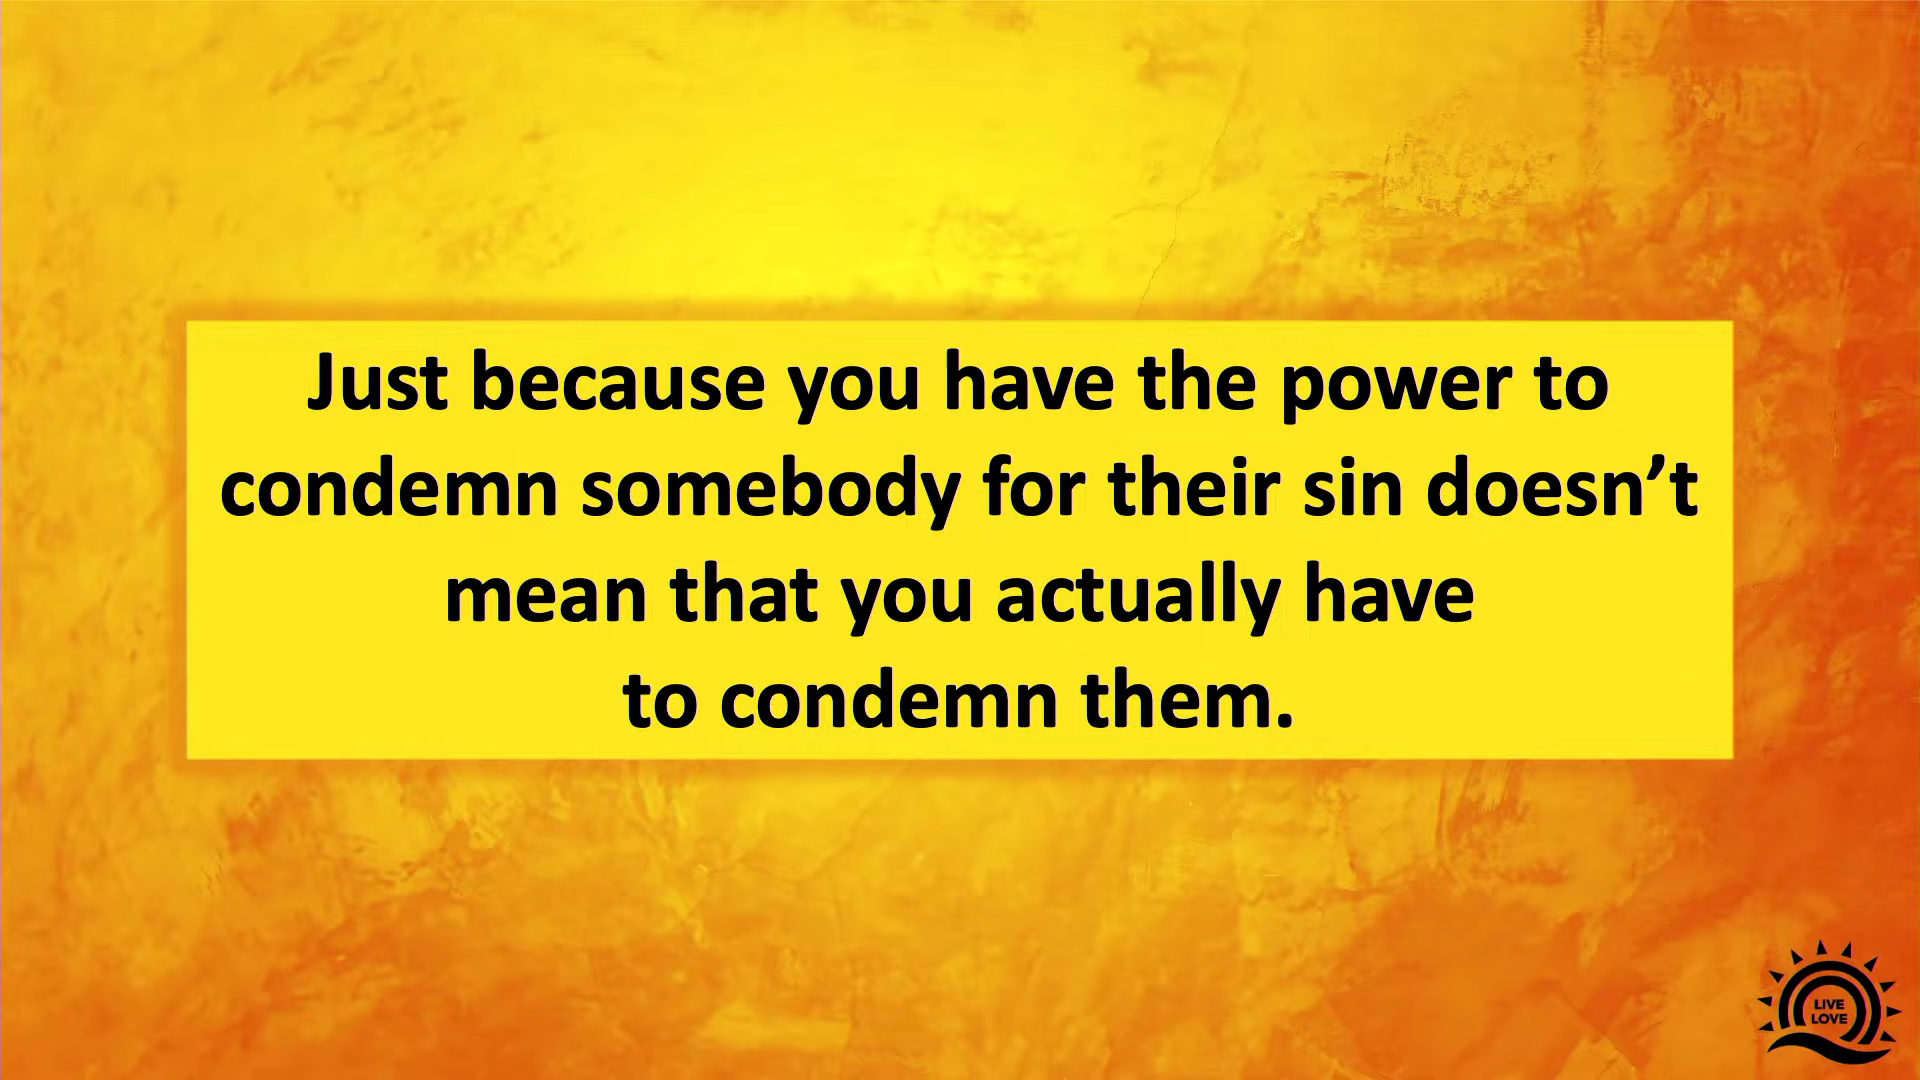 Just because you have the power to
condemn somebody for their sin doesn’t
mean that you actually have
to condemn them.
LIVE
LOVE